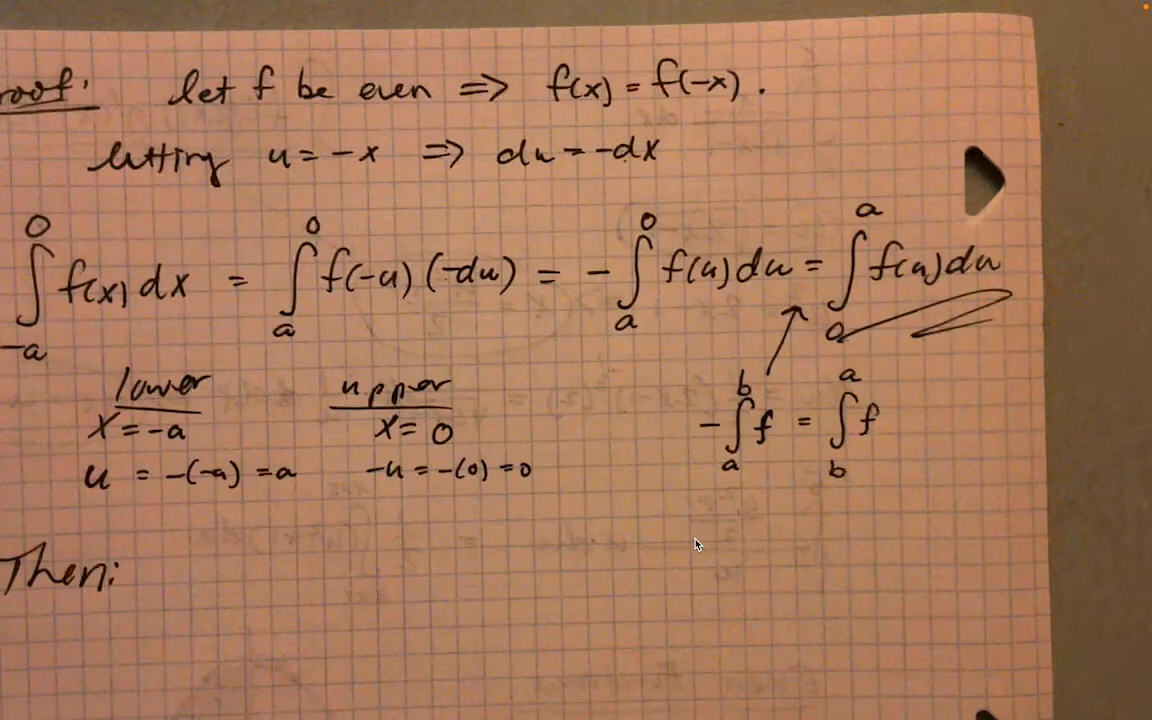 roof: let f be even => f(x) = f(-x).
letting u = -x => du = -dx
∫_{-a}^{0} f(x) dx = ∫_{a}^{0} f(-u) (-du) = - ∫_{a}^{0} f(u) du = ∫_{0}^{a} f(u) du
lower upper
x = -a x = 0 - ∫_{a}^{b} f = ∫_{b}^{a} f
u = -(-a) = a -u = -(0) = 0
Then: